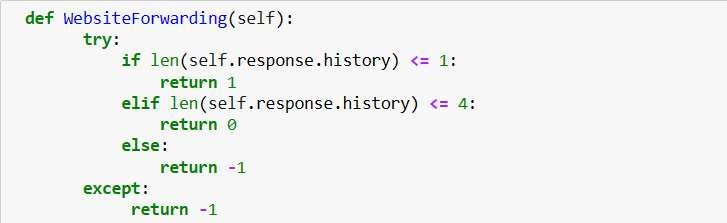 def WebsiteForwarding(self):
try:
if len(self.response.history) <= 1:
return 1
elif len(self.response.history) <= 4:
return 0
else:
return -1
except:
return -1